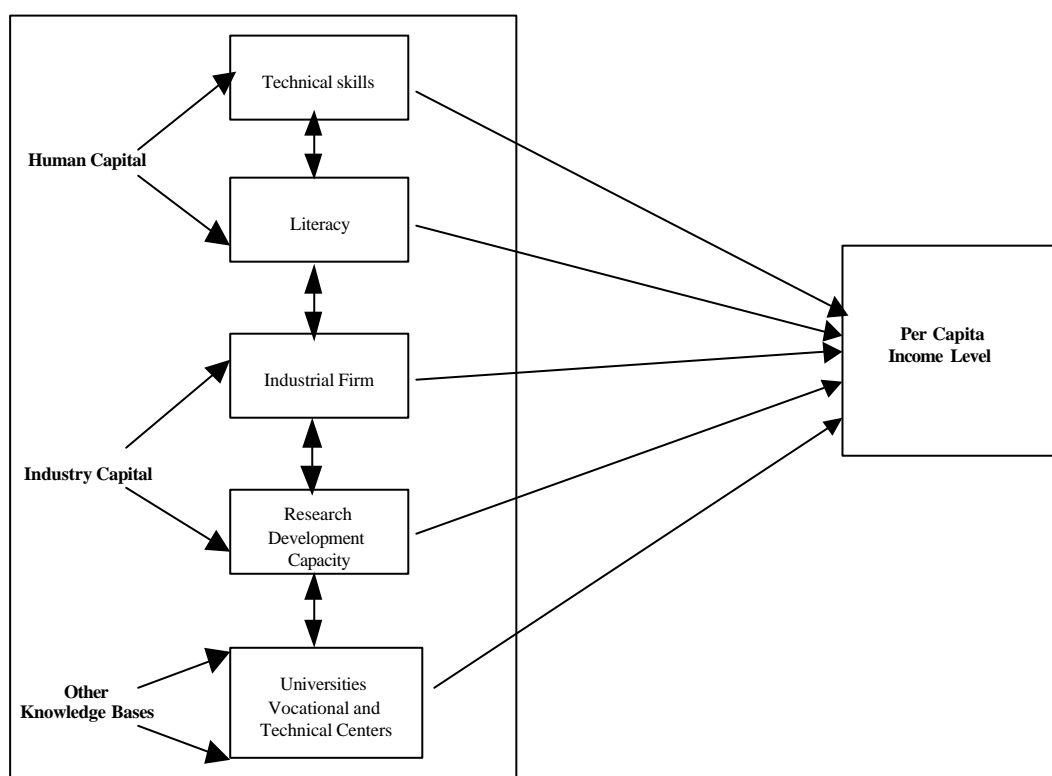 Technical skills
Human Capital
Literacy
Per Capita
Income Level
Industrial Firm
Industry Capital
Research
Development
Capacity
Other
Knowledge Bases
Universities
Vocational and
Technical Centers